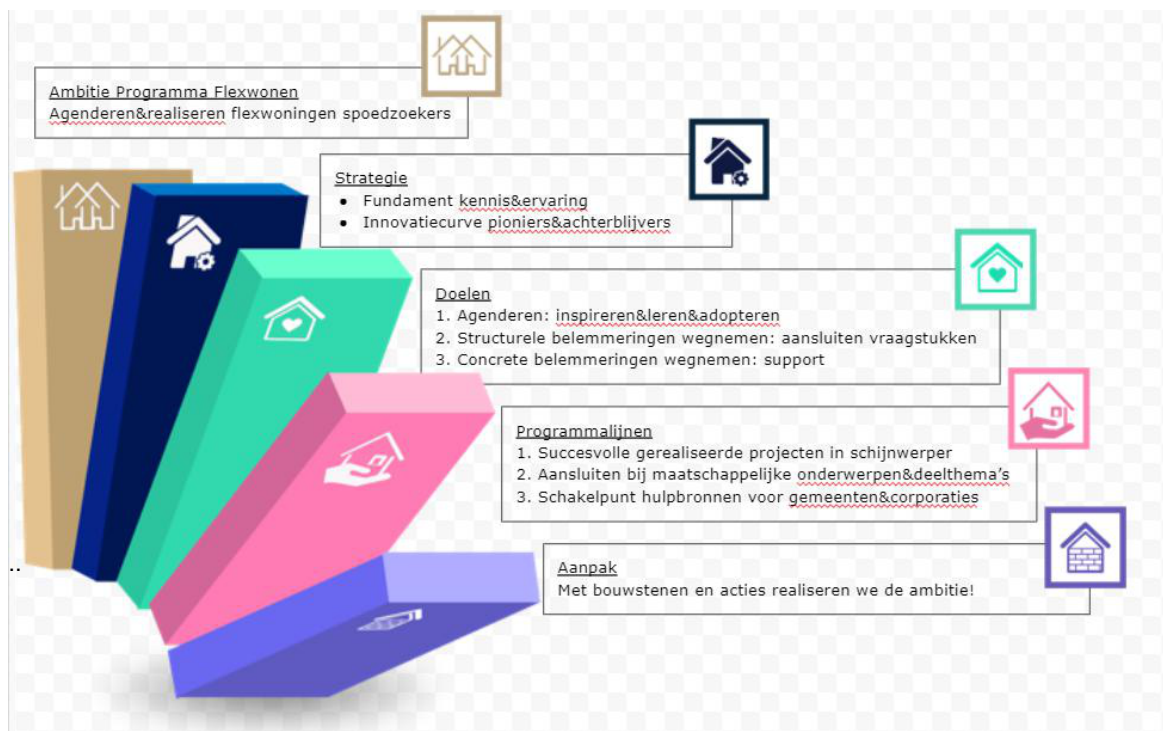 Ambitie Programma Flexwonen
Agenderen&realiseren flexwoningen spoedzoekers
Strategie
• Fundament kennis&ervaring
• Innovatiecurve pioniers&achterblijvers
Doelen
1. Agenderen: inspireren&leren&adopteren
2. Structurele belemmeringen wegnemen: aansluiten vraagstukken
3. Concrete belemmeringen wegnemen: support
Programmalijnen
1. Succesvolle gerealiseerde projecten in schijnwerper
2. Aansluiten bij maatschappelijke onderwerpen&deelthema's
3. Schakelpunt hulpbronnen voor gemeenten&corporaties
..
Aanpak
Met bouwstenen en acties realiseren we de ambitie!